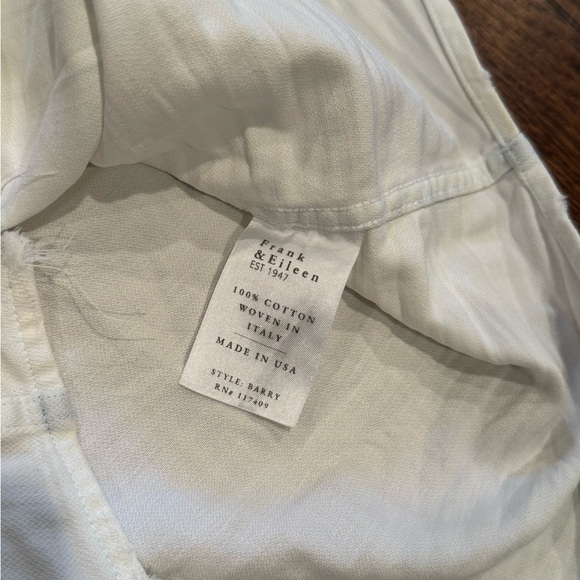 Frank
&Eileen
EST 1947
100% COTTON
WOVEN IN
ITALY
MADE IN USA
STYLE: BARRY
RN# 117409